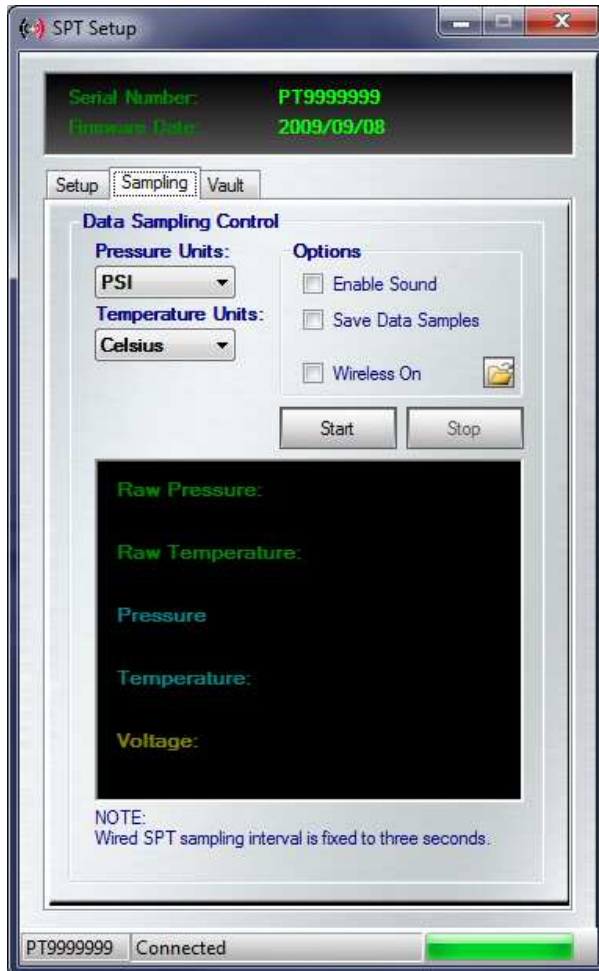 SPT Setup
Serial Number: PT9999999
Firmware Date: 2009/09/08
Setup Sampling Vault
Data Sampling Control
Pressure Units:
PSI
Temperature Units:
Celsius
Options
Enable Sound
Save Data Samples
Wireless On
Start Stop
Raw Pressure:
Raw Temperature:
Pressure
Temperature:
Voltage:
NOTE:
Wired SPT sampling interval is fixed to three seconds.
PT9999999 Connected